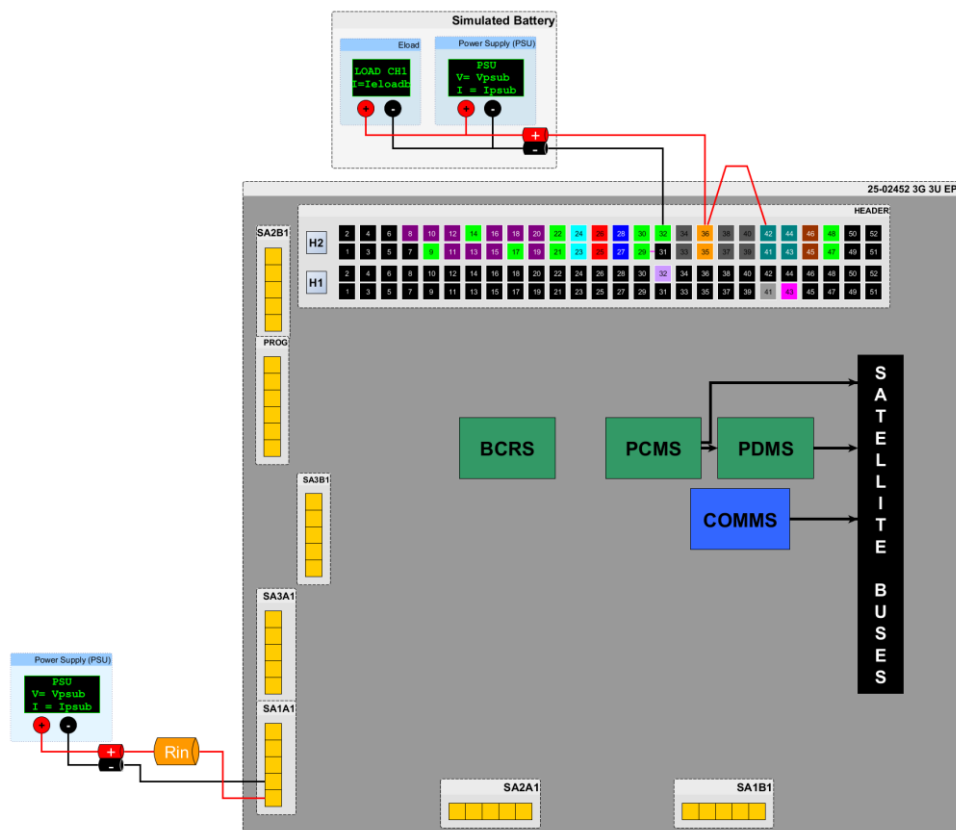 Simulated Battery
Eload
Power Supply (PSU)
LOAD CH1
I=Ieloadb
PSU
V= Vpsub
I = Ipsub
+ - + -
+
-
25-02452 3G 3U EP
HEADER
SA2B1
H2
2 4 6 8 10 12 14 16 18 20 22 24 26 28 30 32 34 36 38 40 42 44 46 48 50 52
1 3 5 7 9 11 13 15 17 19 21 23 25 27 29 31 33 35 37 39 41 43 45 47 49 51
H1
2 4 6 8 10 12 14 16 18 20 22 24 26 28 30 32 34 36 38 40 42 44 46 48 50 52
1 3 5 7 9 11 13 15 17 19 21 23 25 27 29 31 33 35 37 39 41 43 45 47 49 51
PROG
SATELLITE BUSES
BCRS
PCMS
PDMS
COMMS
SA3B1
SA3A1
Power Supply (PSU)
PSU
V= Vpsub
I = Ipsub
+ -
+
-
Rin
SA1A1
SA2A1
SA1B1